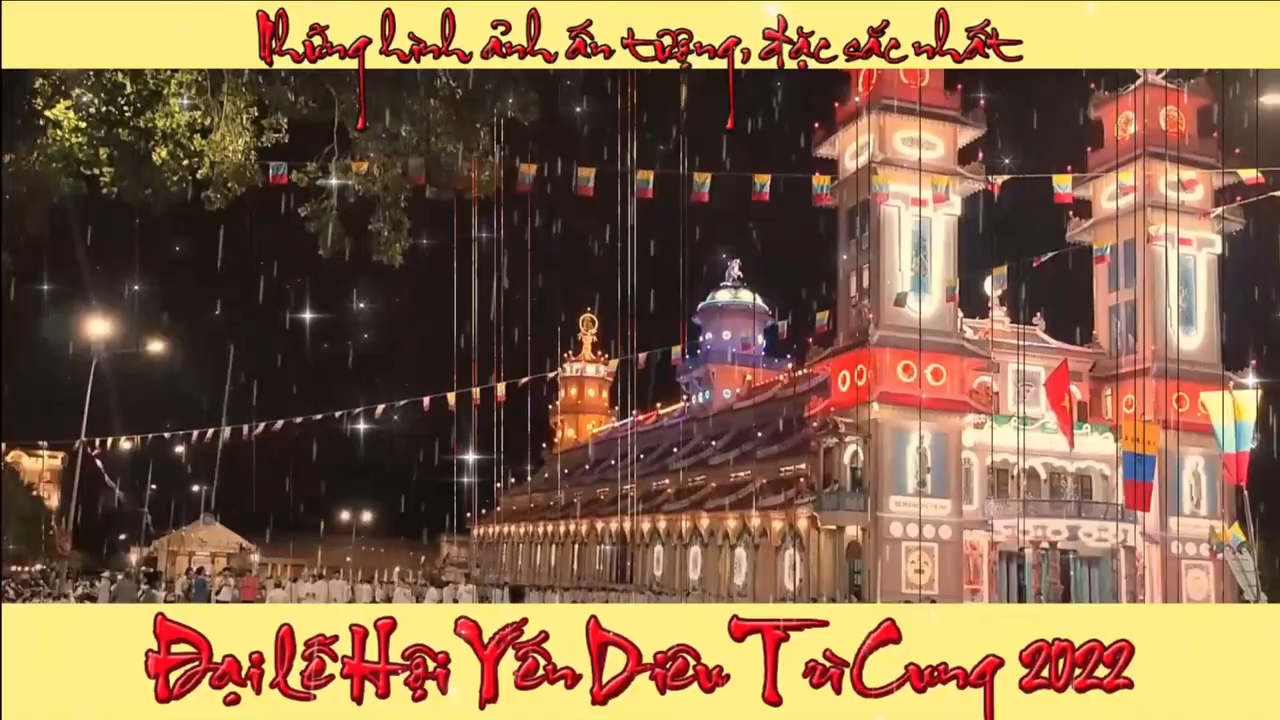 Những hình ảnh ấn tượng, đặc sắc nhất
Đại lễ Hội Yến Diêu Trì Cung 2022